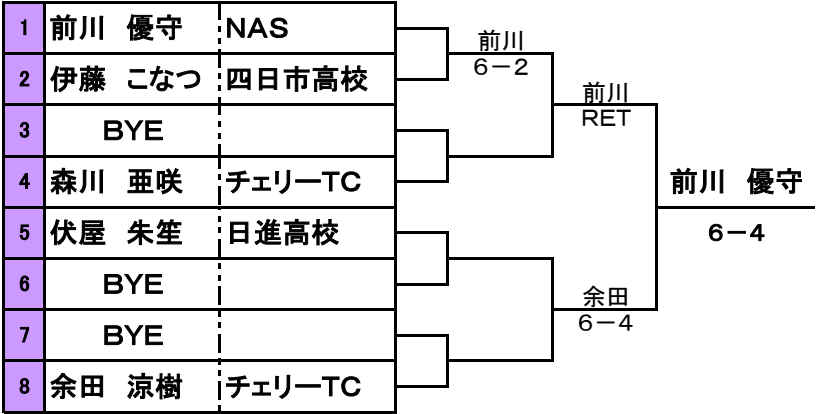 1 前川 優守 NAS
2 伊藤 こなつ 四日市高校
3 BYE
4 森川 亜咲 チェリーTC
5 伏屋 朱笙 日進高校
6 BYE
7 BYE
8 余田 涼樹 チェリーTC
前川
6-2
前川
RET
余田
6-4
前川 優守
6-4